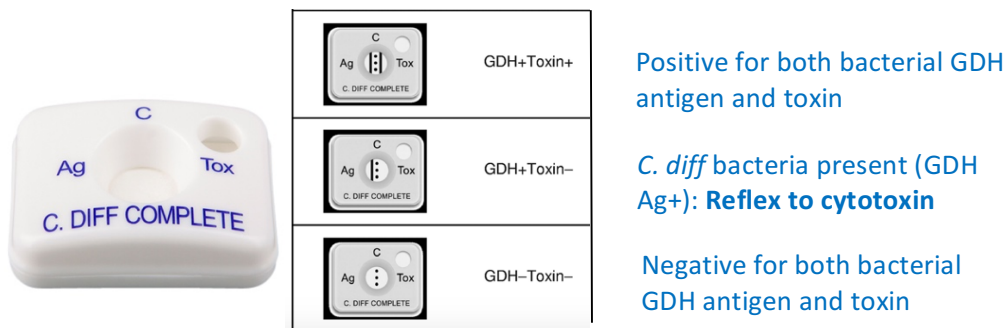 C
Ag
Tox
C. DIFF COMPLETE
C
Ag
Tox
C. DIFF COMPLETE
GDH+Toxin+
Positive for both bacterial GDH
antigen and toxin
C
Ag
Tox
C. DIFF COMPLETE
GDH+Toxin–
C. diff bacteria present (GDH
Ag+): Reflex to cytotoxin
C
Ag
Tox
C. DIFF COMPLETE
GDH–Toxin–
Negative for both bacterial
GDH antigen and toxin